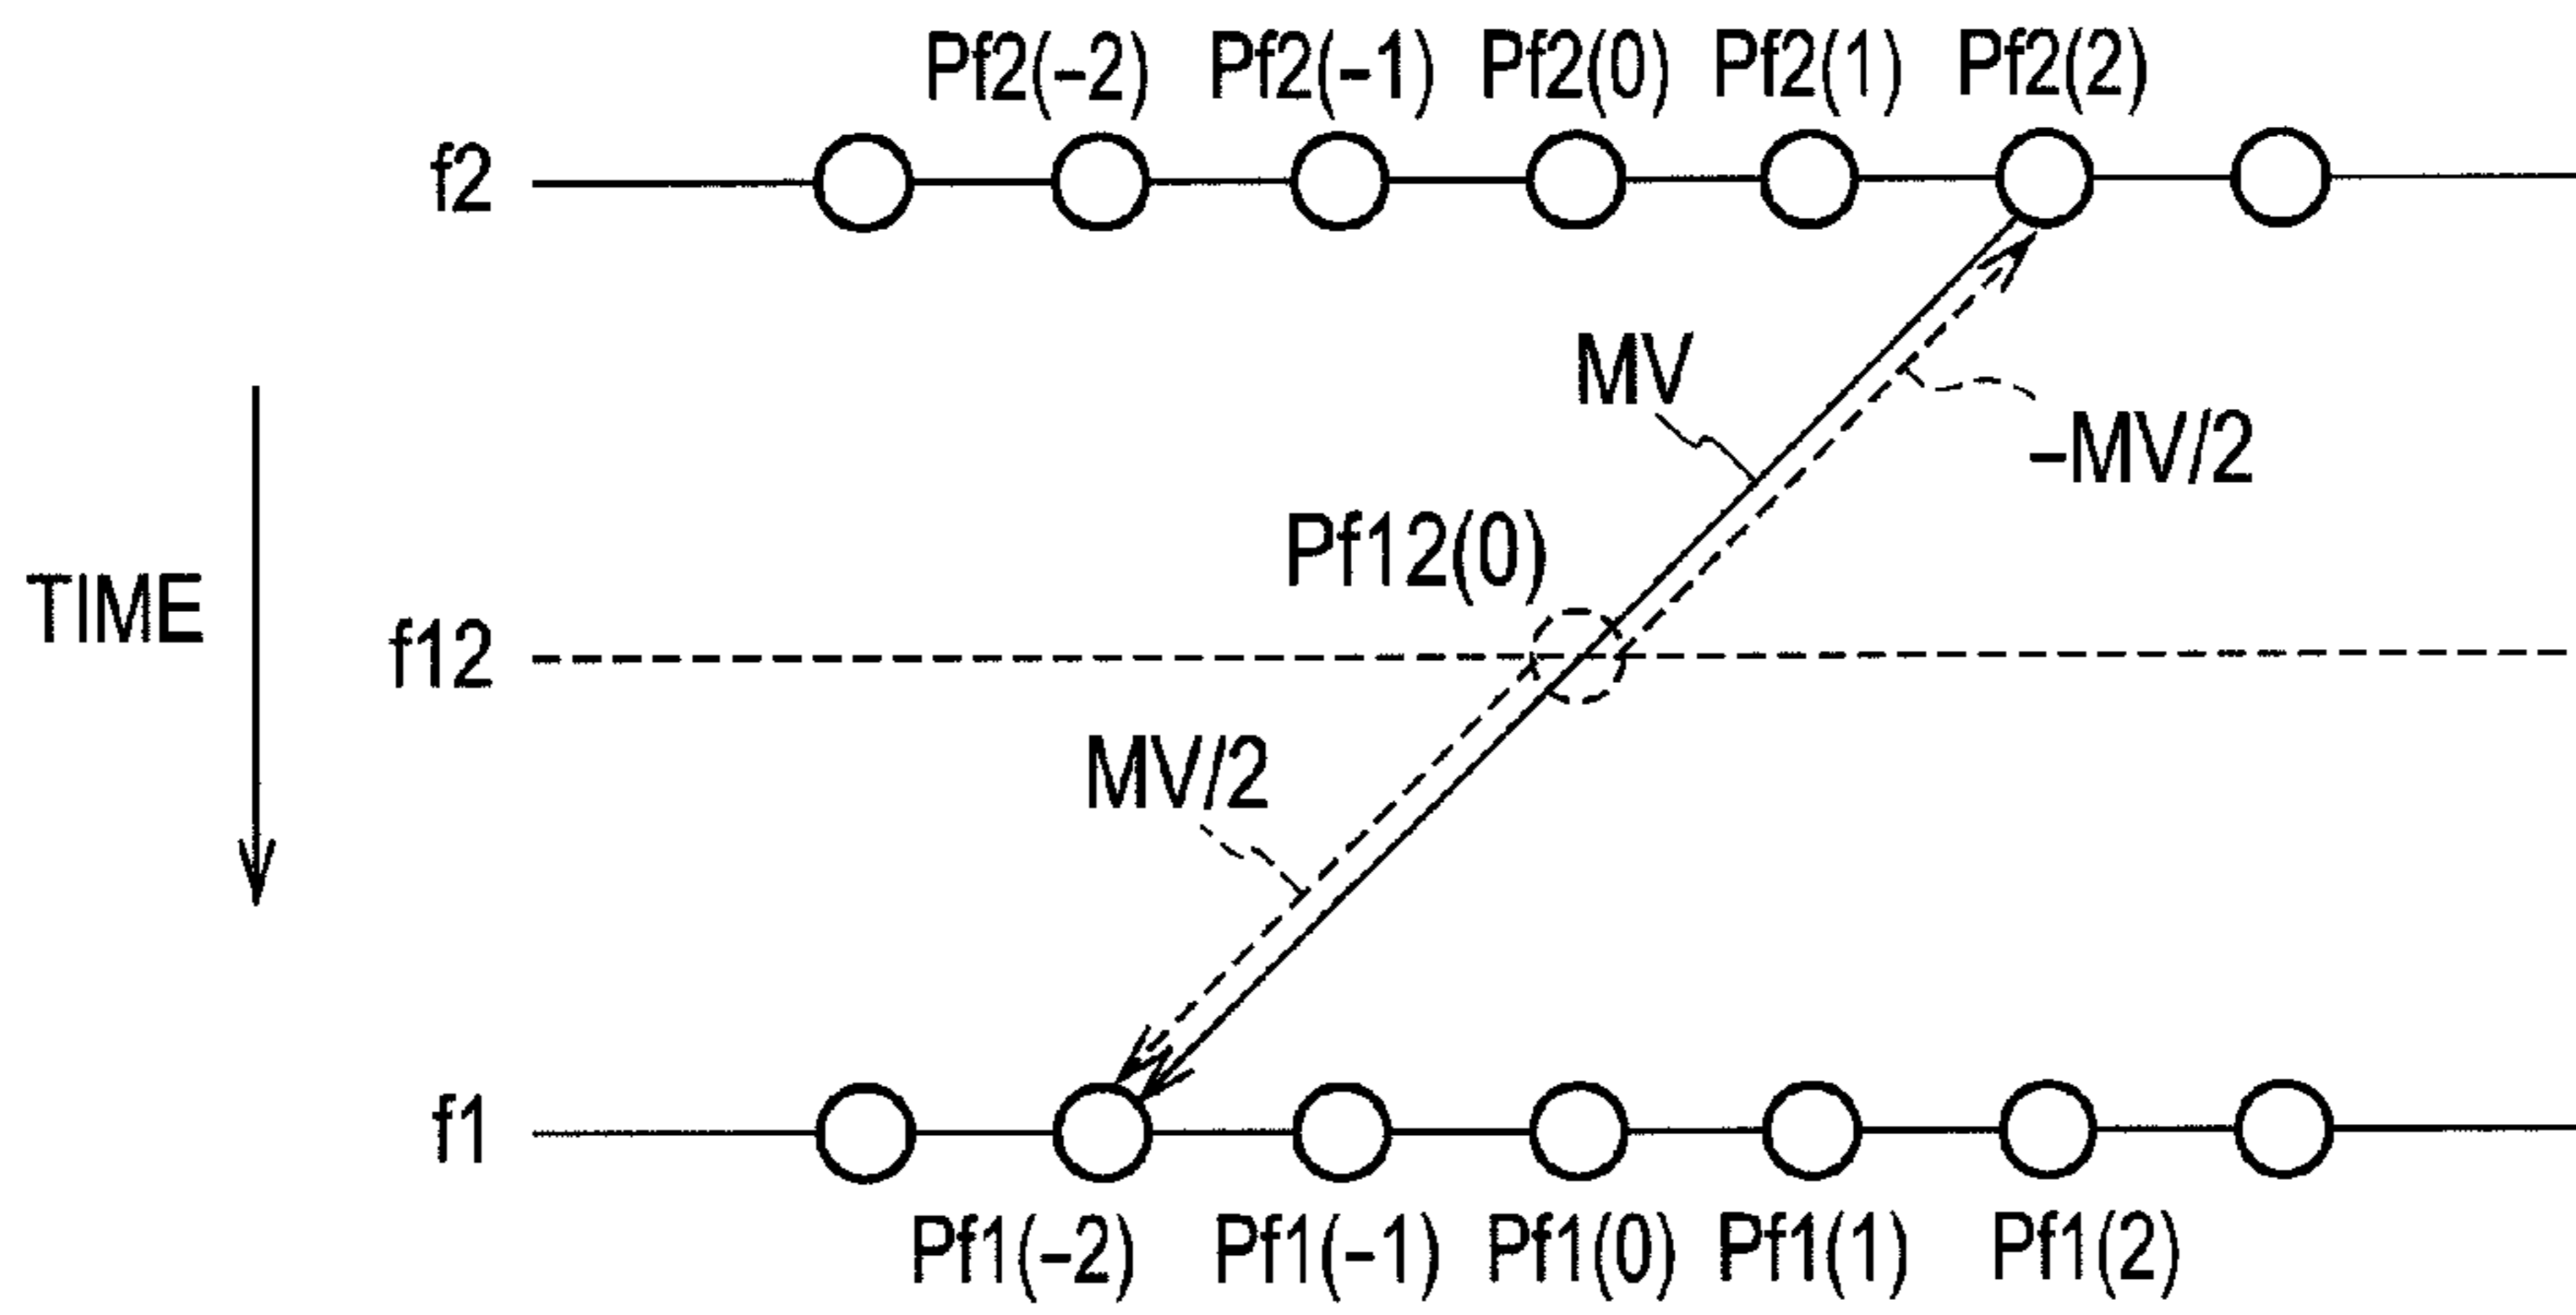 Pf2(–2) Pf2(–1) Pf2(0) Pf2(1) Pf2(2)
f2
MV
–MV/2
Pf12(0)
TIME
f12
MV/2
f1
Pf1(–2) Pf1(–1) Pf1(0) Pf1(1) Pf1(2)